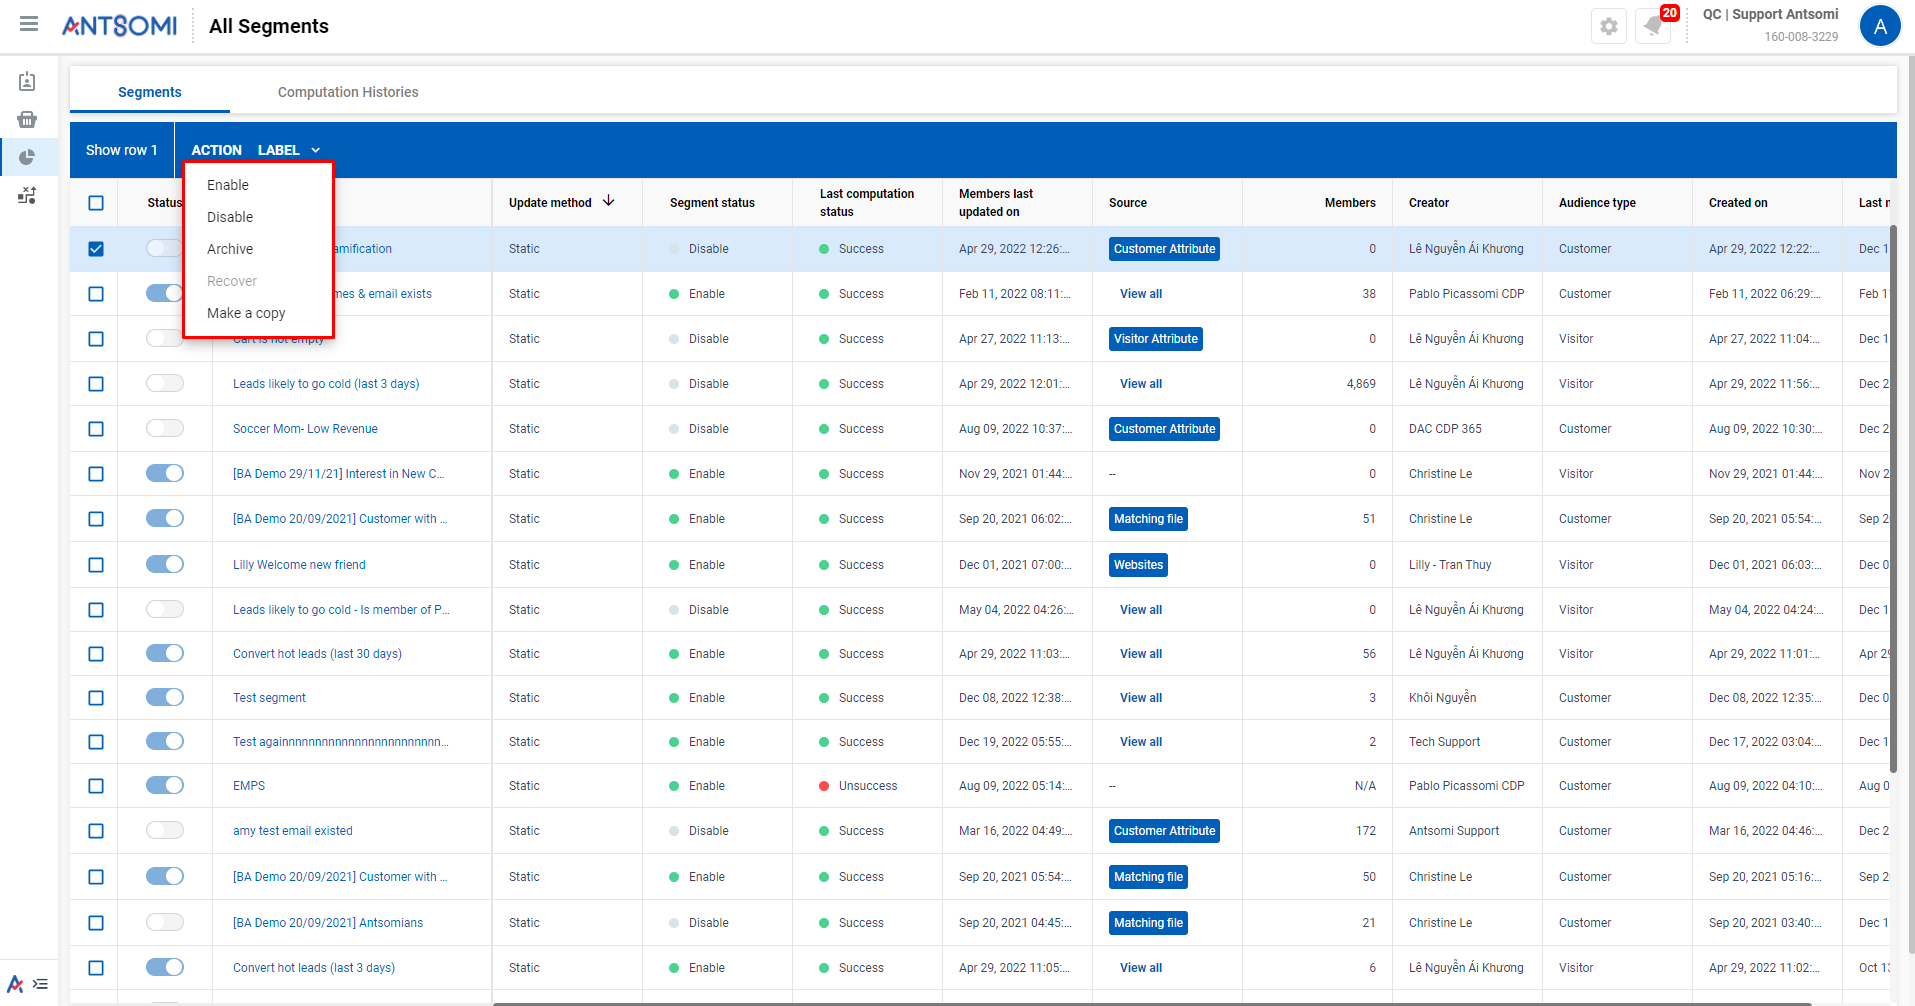 ANTSOMI
All Segments
20
QC | Support Antsomi
160-008-3229
A
Segments
Computation Histories
Show row 1
ACTION
LABEL
Enable
Disable
Archive
Recover
Make a copy
Status
Update method
Segment status
Last computation status
Members last updated on
Source
Members
Creator
Audience type
Created on
Last
amification Static Disable Success Apr 29, 2022 12:26:... Customer Attribute 0 Lê Nguyễn Ái Khương Customer Apr 29, 2022 12:22:... Dec 1
mes & email exists Static Enable Success Feb 11, 2022 08:11:... View all 38 Pablo Picassomi CDP Customer Feb 11, 2022 06:29:... Feb 1
Cart is not empty Static Disable Success Apr 27, 2022 11:13:... Visitor Attribute 0 Lê Nguyễn Ái Khương Visitor Apr 27, 2022 11:04:... Dec 1
Leads likely to go cold (last 3 days) Static Disable Success Apr 29, 2022 12:01:... View all 4,869 Lê Nguyễn Ái Khương Visitor Apr 29, 2022 11:56:... Dec 2
Soccer Mom- Low Revenue Static Disable Success Aug 09, 2022 10:37:... Customer Attribute 0 DAC CDP 365 Customer Aug 09, 2022 10:30:... Dec 2
[BA Demo 29/11/21] Interest in New C... Static Enable Success Nov 29, 2021 01:44:... -- 0 Christine Le Visitor Nov 29, 2021 01:44:... Nov 2
[BA Demo 20/09/2021] Customer with ... Static Enable Success Sep 20, 2021 06:02:... Matching file 51 Christine Le Customer Sep 20, 2021 05:54:... Sep 2
Lilly Welcome new friend Static Enable Success Dec 01, 2021 07:00:... Websites 0 Lilly - Tran Thuy Visitor Dec 01, 2021 06:03:... Dec 0
Leads likely to go cold - Is member of P... Static Disable Success May 04, 2022 04:26:... View all 0 Lê Nguyễn Ái Khương Visitor May 04, 2022 04:24:... Dec 1
Convert hot leads (last 30 days) Static Enable Success Apr 29, 2022 11:03:... View all 56 Lê Nguyễn Ái Khương Visitor Apr 29, 2022 11:01:... Apr 29
Test segment Static Enable Success Dec 08, 2022 12:38:... View all 3 Khôi Nguyễn Customer Dec 08, 2022 12:35:... Dec 0
Test againnnnnnnnnnnnnnnnnnnnnnnn... Static Enable Success Dec 19, 2022 05:55:... View all 2 Tech Support Customer Dec 17, 2022 03:04:... Dec 1
EMPS Static Enable Unsuccess Aug 09, 2022 05:14:... -- N/A Pablo Picassomi CDP Customer Aug 09, 2022 04:10:... Aug 0
amy test email existed Static Disable Success Mar 16, 2022 04:49:... Customer Attribute 172 Antsomi Support Customer Mar 16, 2022 04:46:... Dec 2
[BA Demo 20/09/2021] Customer with ... Static Enable Success Sep 20, 2021 05:54:... Matching file 50 Christine Le Customer Sep 20, 2021 05:16:... Sep 2
[BA Demo 20/09/2021] Antsomians Static Disable Success Sep 20, 2021 04:45:... Matching file 21 Christine Le Customer Sep 20, 2021 03:40:... Dec 1
Convert hot leads (last 3 days) Static Enable Success Apr 29, 2022 11:05:... View all 6 Lê Nguyễn Ái Khương Visitor Apr 29, 2022 11:02:... Oct 13